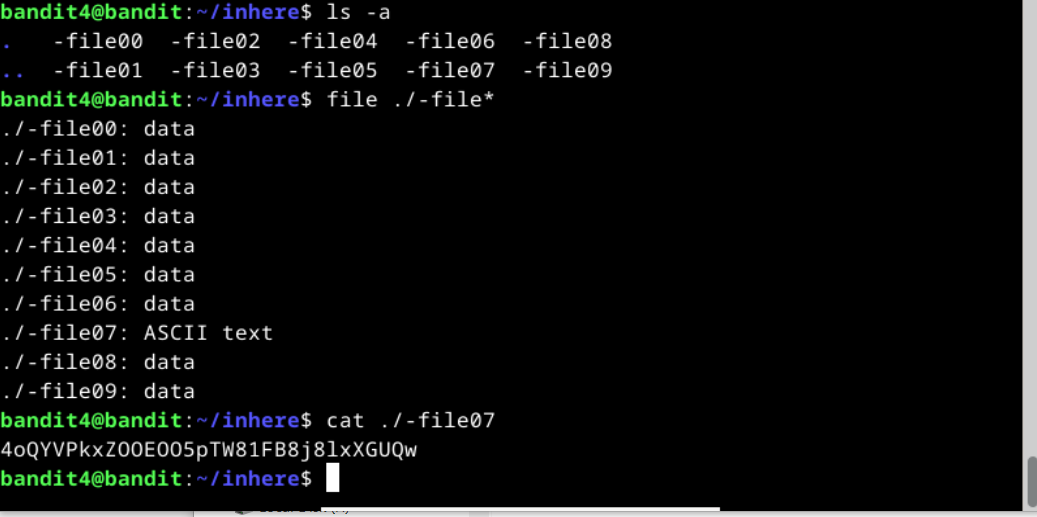 bandit4@bandit:~/inhere$ ls -a
.   -file00  -file02  -file04  -file06  -file08
..  -file01  -file03  -file05  -file07  -file09
bandit4@bandit:~/inhere$ file ./-file*
./-file00: data
./-file01: data
./-file02: data
./-file03: data
./-file04: data
./-file05: data
./-file06: data
./-file07: ASCII text
./-file08: data
./-file09: data
bandit4@bandit:~/inhere$ cat ./-file07
4oQYVPkxZOOEOO5pTW81FB8j8lxXGUQw
bandit4@bandit:~/inhere$